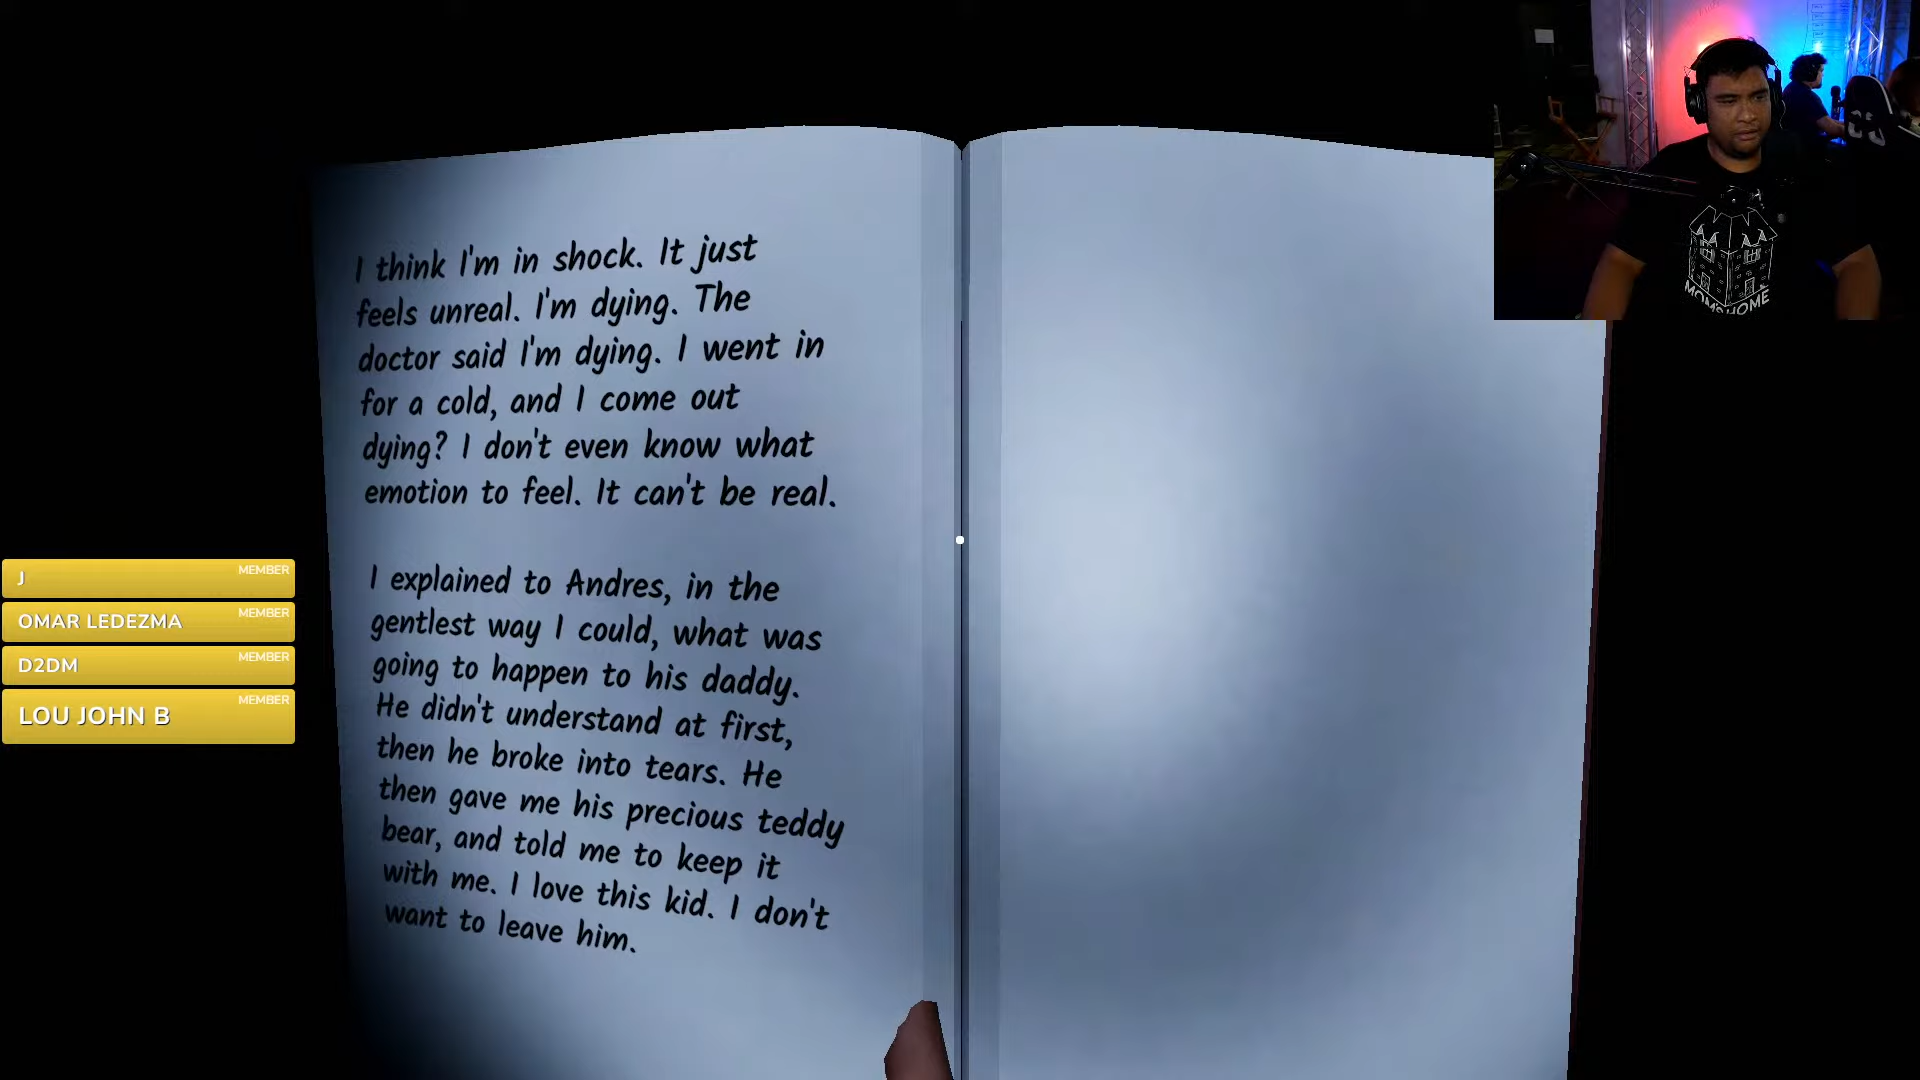 I think I'm in shock. It just
feels unreal. I'm dying. The
doctor said I'm dying. I went in
for a cold, and I come out
dying? I don't even know what
emotion to feel. It can't be real.
I explained to Andres, in the
gentlest way I could, what was
going to happen to his daddy.
He didn't understand at first,
then he broke into tears. He
then gave me his precious teddy
bear, and told me to keep it
with me. I love this kid. I don't
want to leave him.
J MEMBER
OMAR LEDEZMA MEMBER
D2DM MEMBER
LOU JOHN B MEMBER
MOM'S HOME